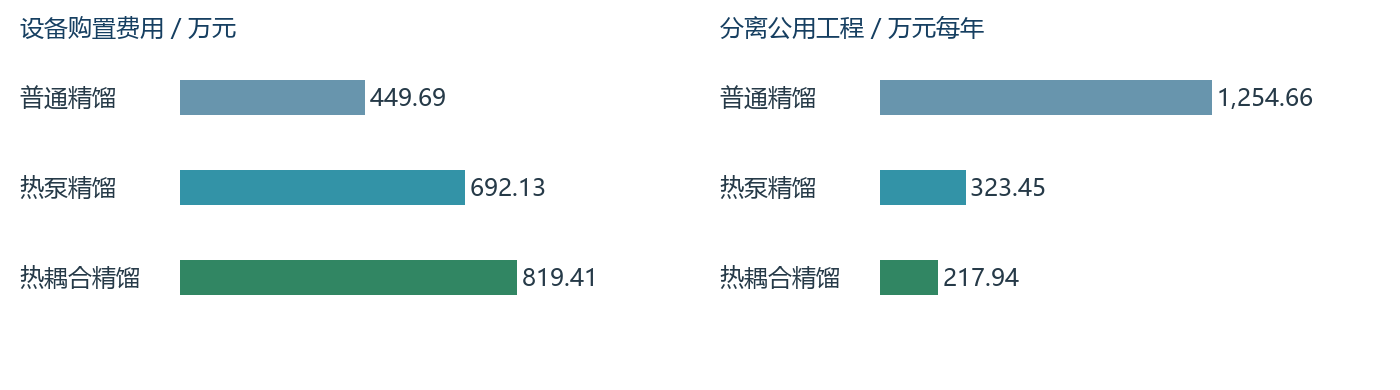 设备购置费用 / 万元
普通精馏 449.69
热泵精馏 692.13
热耦合精馏 819.41
分离公用工程 / 万元每年
普通精馏 1,254.66
热泵精馏 323.45
热耦合精馏 217.94